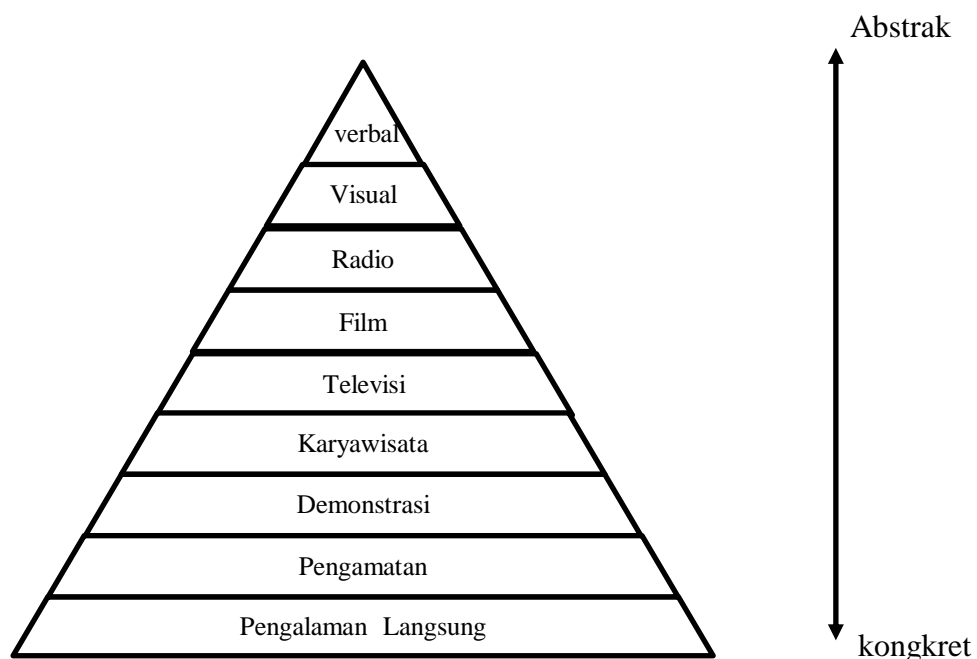 Abstrak
verbal
Visual
Radio
Film
Televisi
Karyawisata
Demonstrasi
Pengamatan
Pengalaman Langsung
kongkret